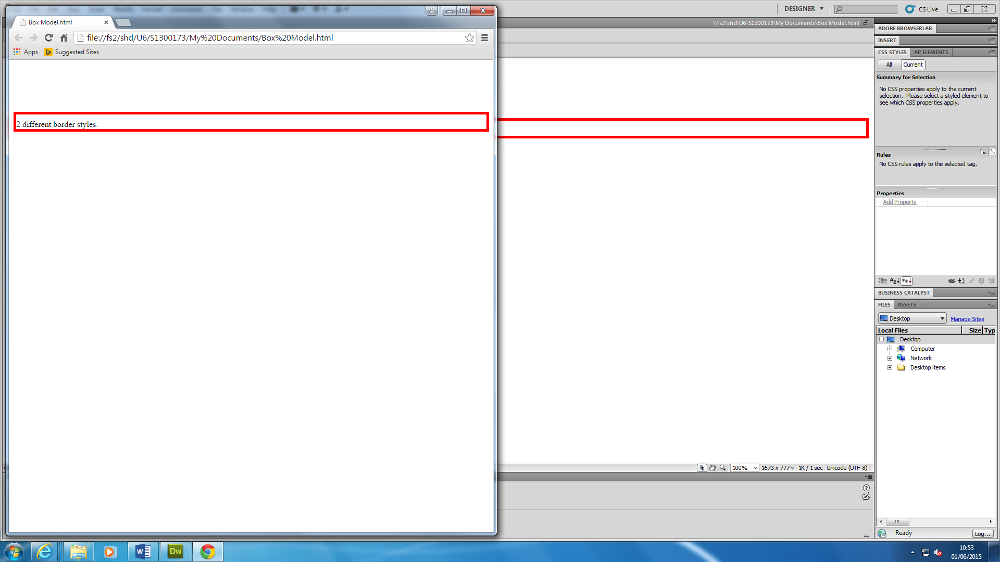 Box Model.html
file://fs2/shd/U6/S1300173/My%20Documents/Box%20Model.html
Apps Suggested Sites
2 different border styles.
DESIGNER
CS Live
\\fs2\shd\U6\S1300173\My Documents\Box Model.html
ADOBE BROWSERLAB
INSERT
CSS STYLES AP ELEMENTS
All Current
Summary for Selection
No CSS properties apply to the current
selection. Please select a styled element to
see which CSS properties apply.
Rules
No CSS rules apply to the selected tag.
Properties
Add Property
BUSINESS CATALYST
FILES ASSETS
Desktop Manage Sites
Local Files Size Typ
Desktop
Computer
Network
Desktop items
100% 1673 x 777 1K / 1 sec Unicode (UTF-8)
Ready Log...
Dw
10:53
01/06/2015